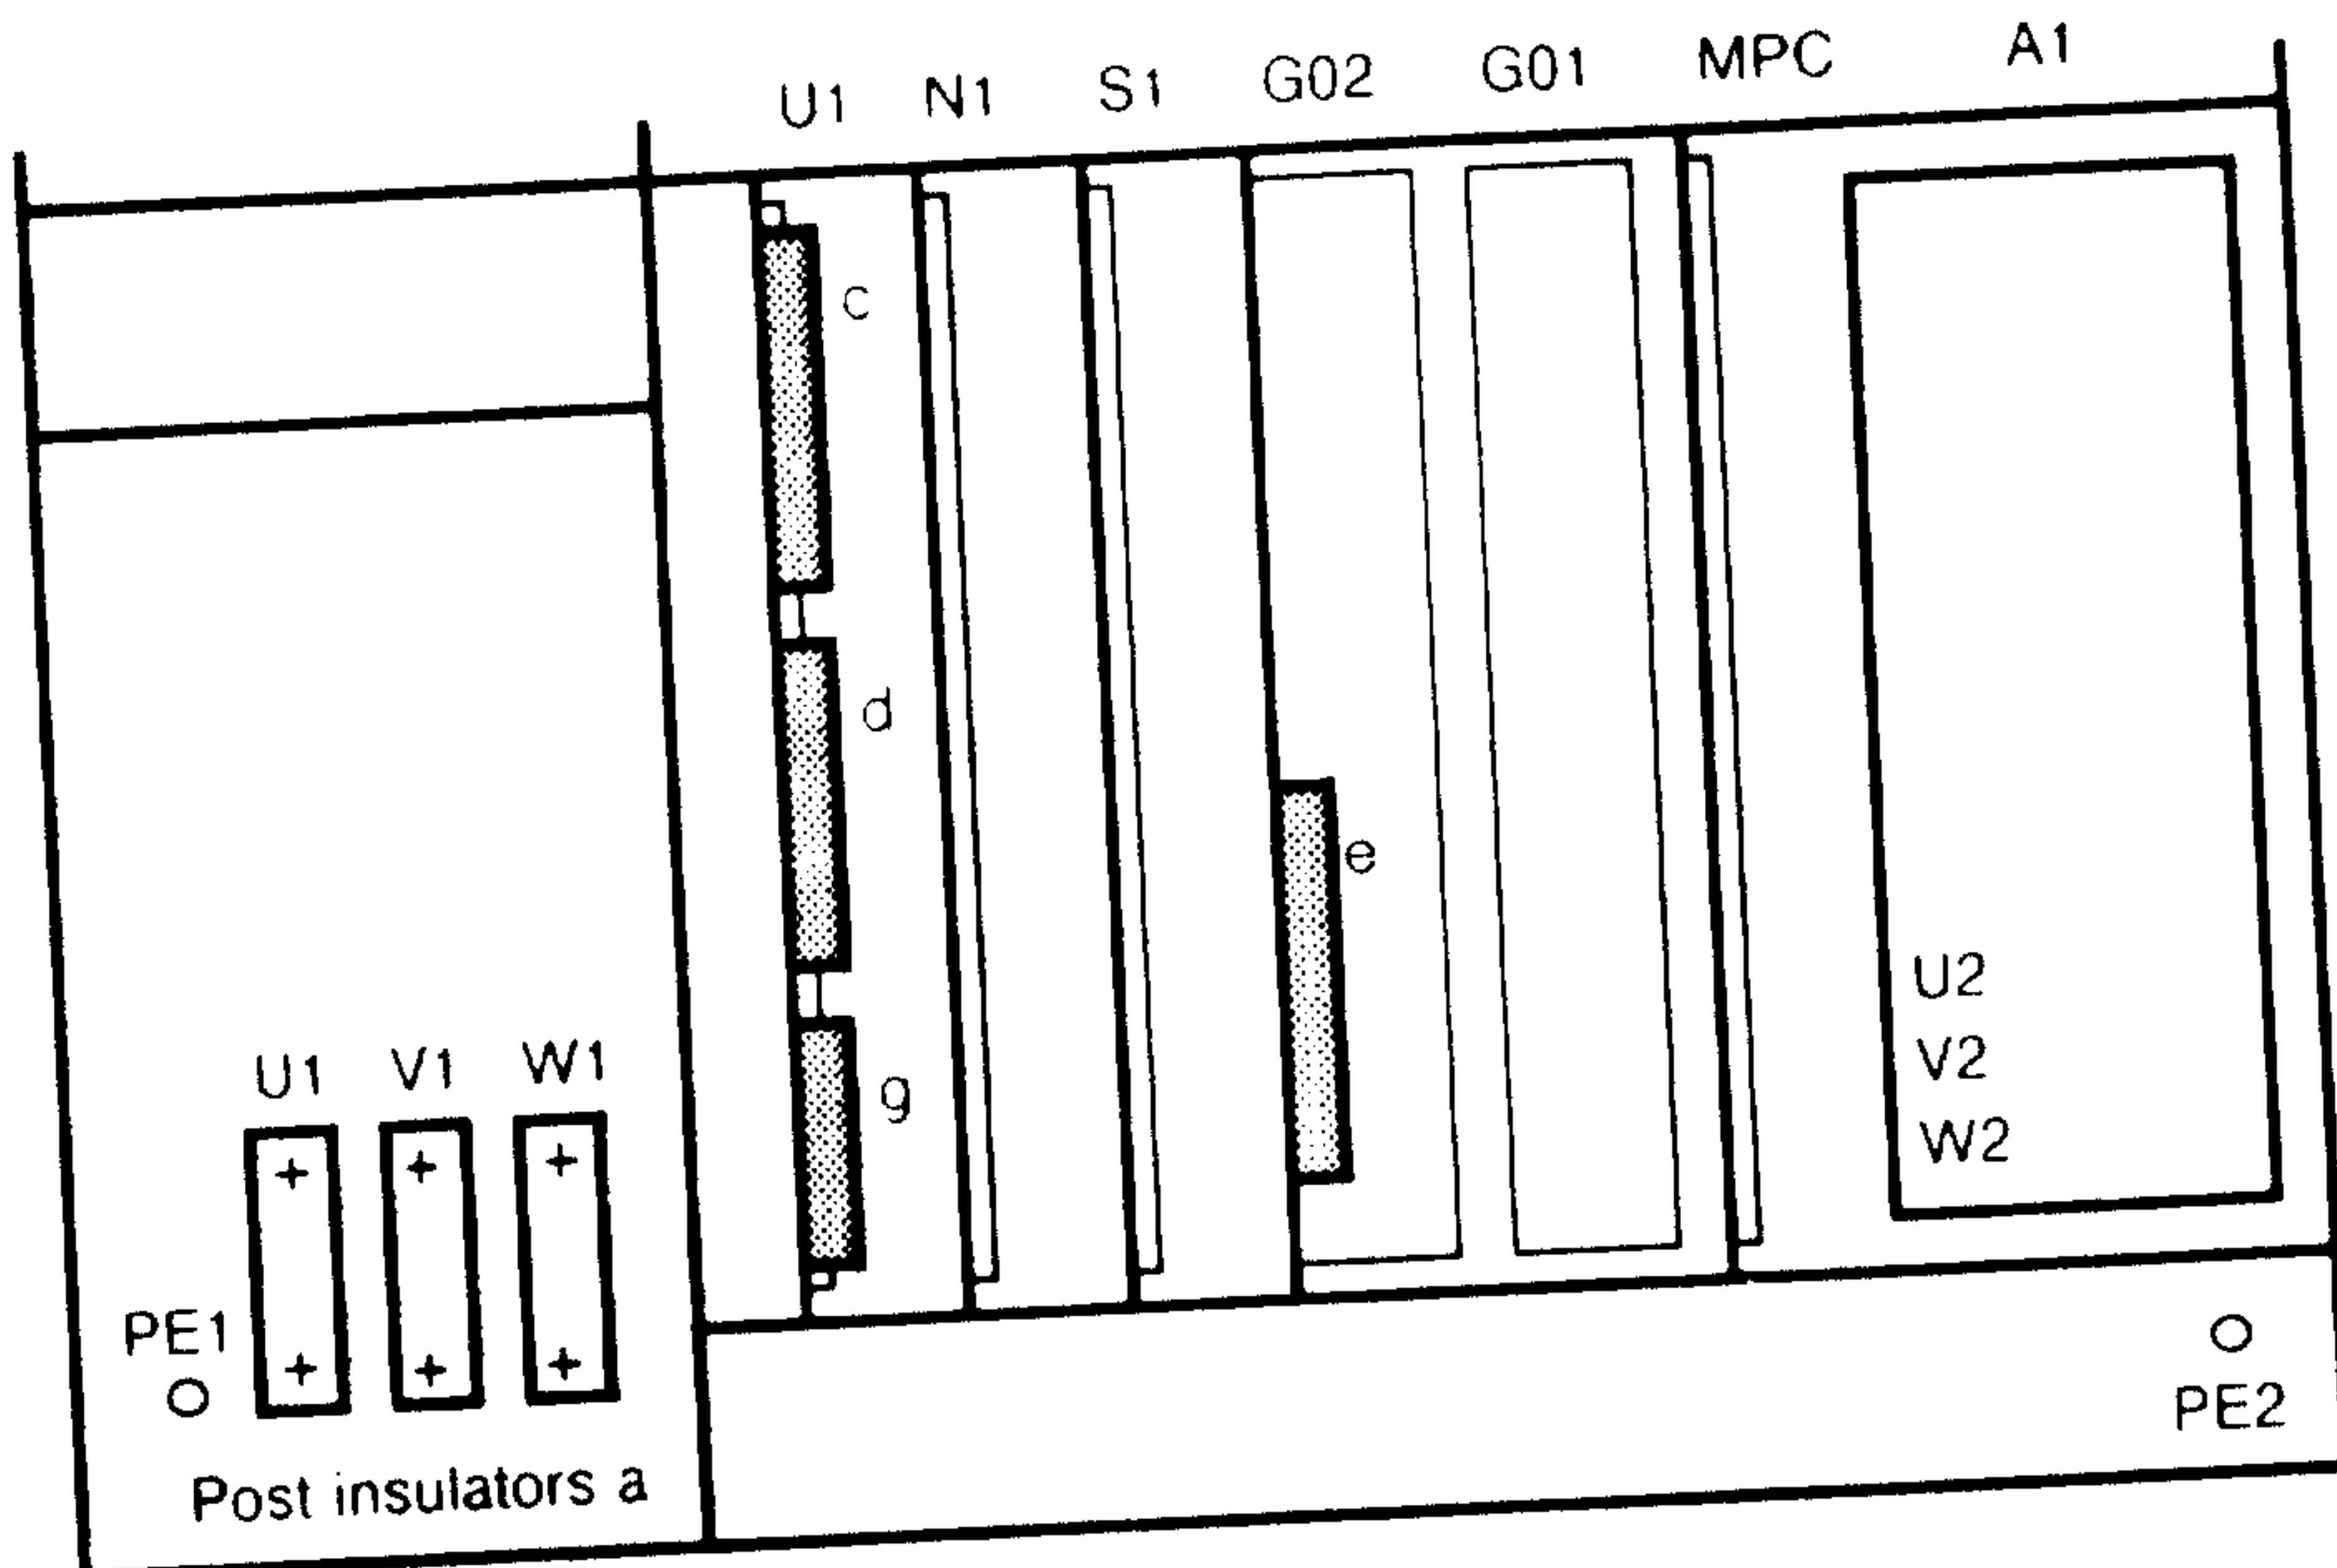 U1 N1 S1 G02 G01 MPC A1
c
d
e
g
U2
V2
W2
U1 V1 W1
PE1
PE2
Post insulators a